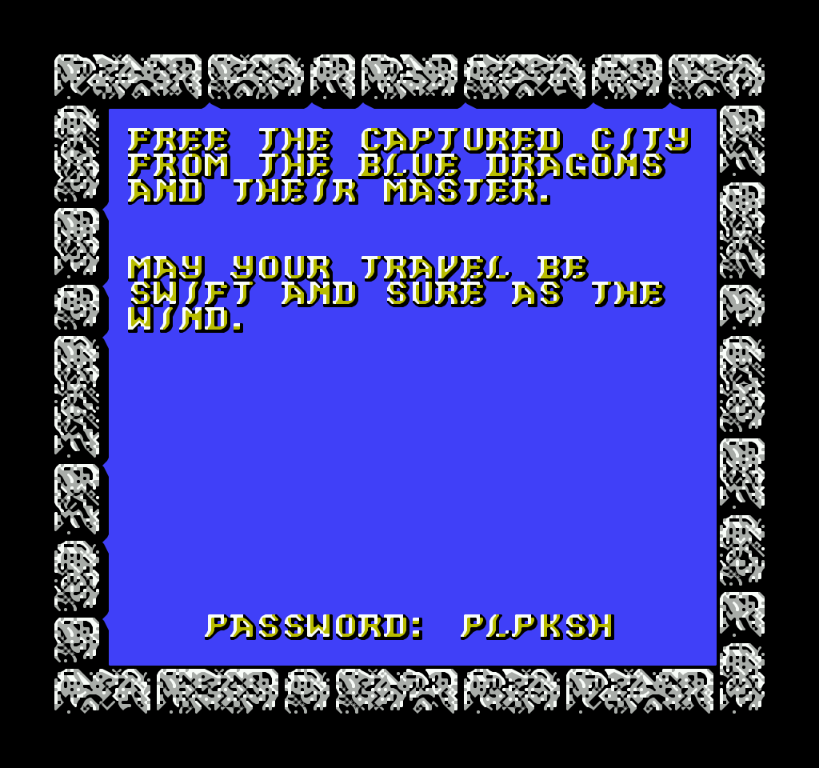 FREE THE CAPTURED CITY
FROM THE BLUE DRAGONS
AND THEIR MASTER.
MAY YOUR TRAVEL BE
SWIFT AND SURE AS THE
WIND.
PASSWORD: PLPKSH